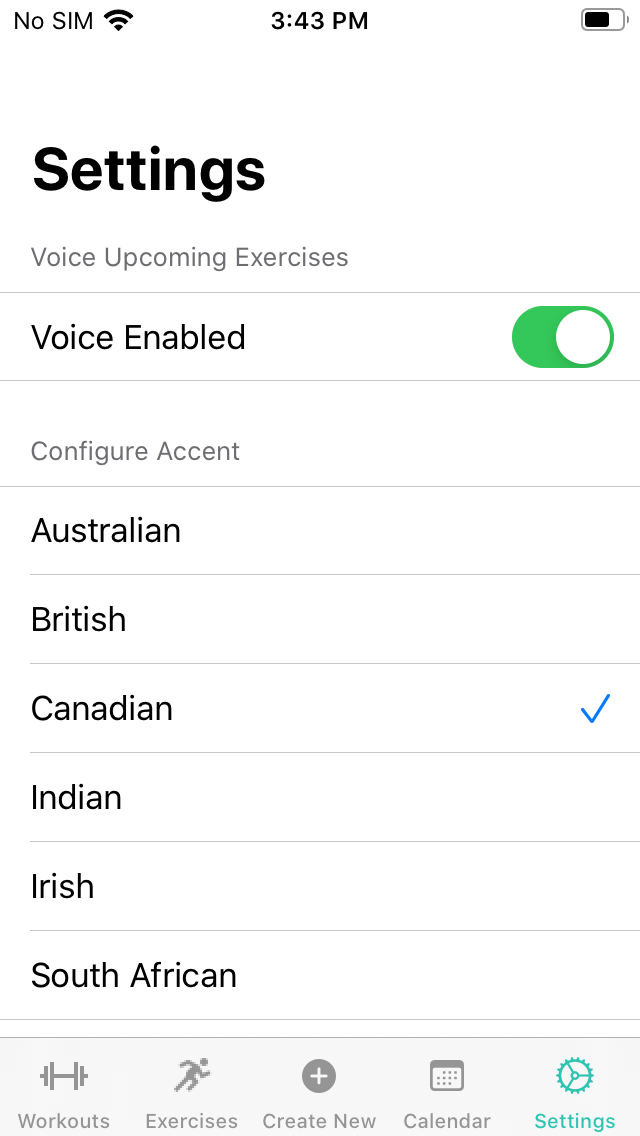 No SIM 3:43 PM
Settings
Voice Upcoming Exercises
Voice Enabled
Configure Accent
Australian
British
Canadian
Indian
Irish
South African
Workouts Exercises Create New Calendar Settings